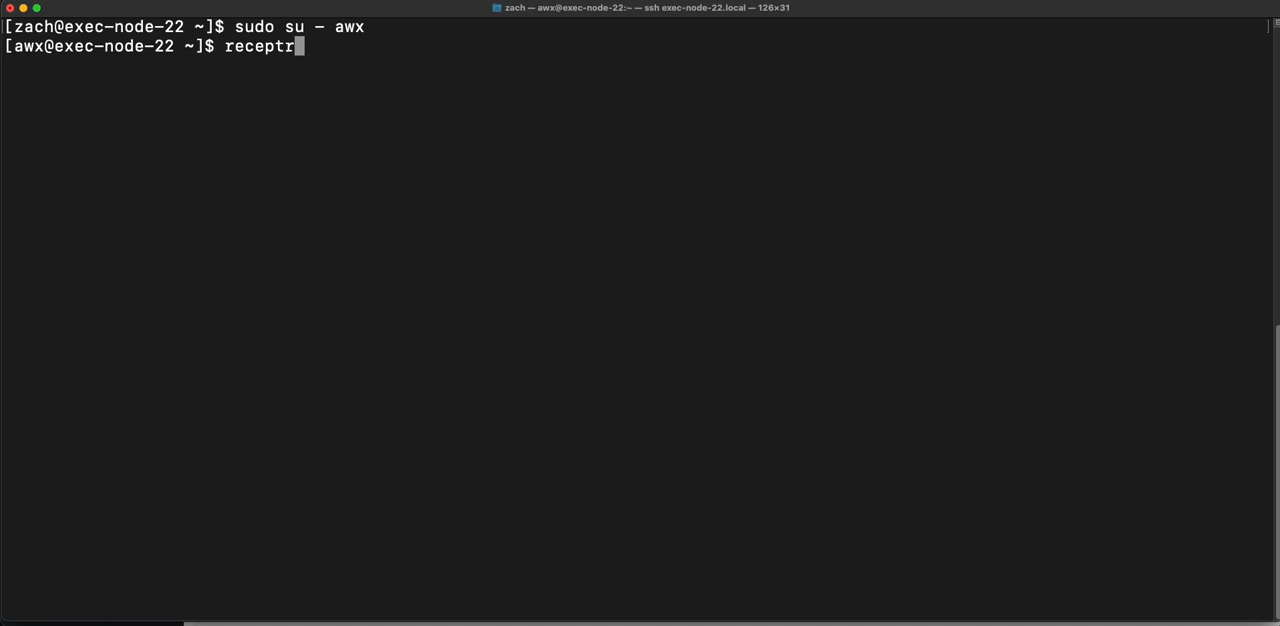 zach — awx@exec-node-22:~ — ssh exec-node-22.local — 126×31
[zach@exec-node-22 ~]$ sudo su - awx ]
[awx@exec-node-22 ~]$ receptr